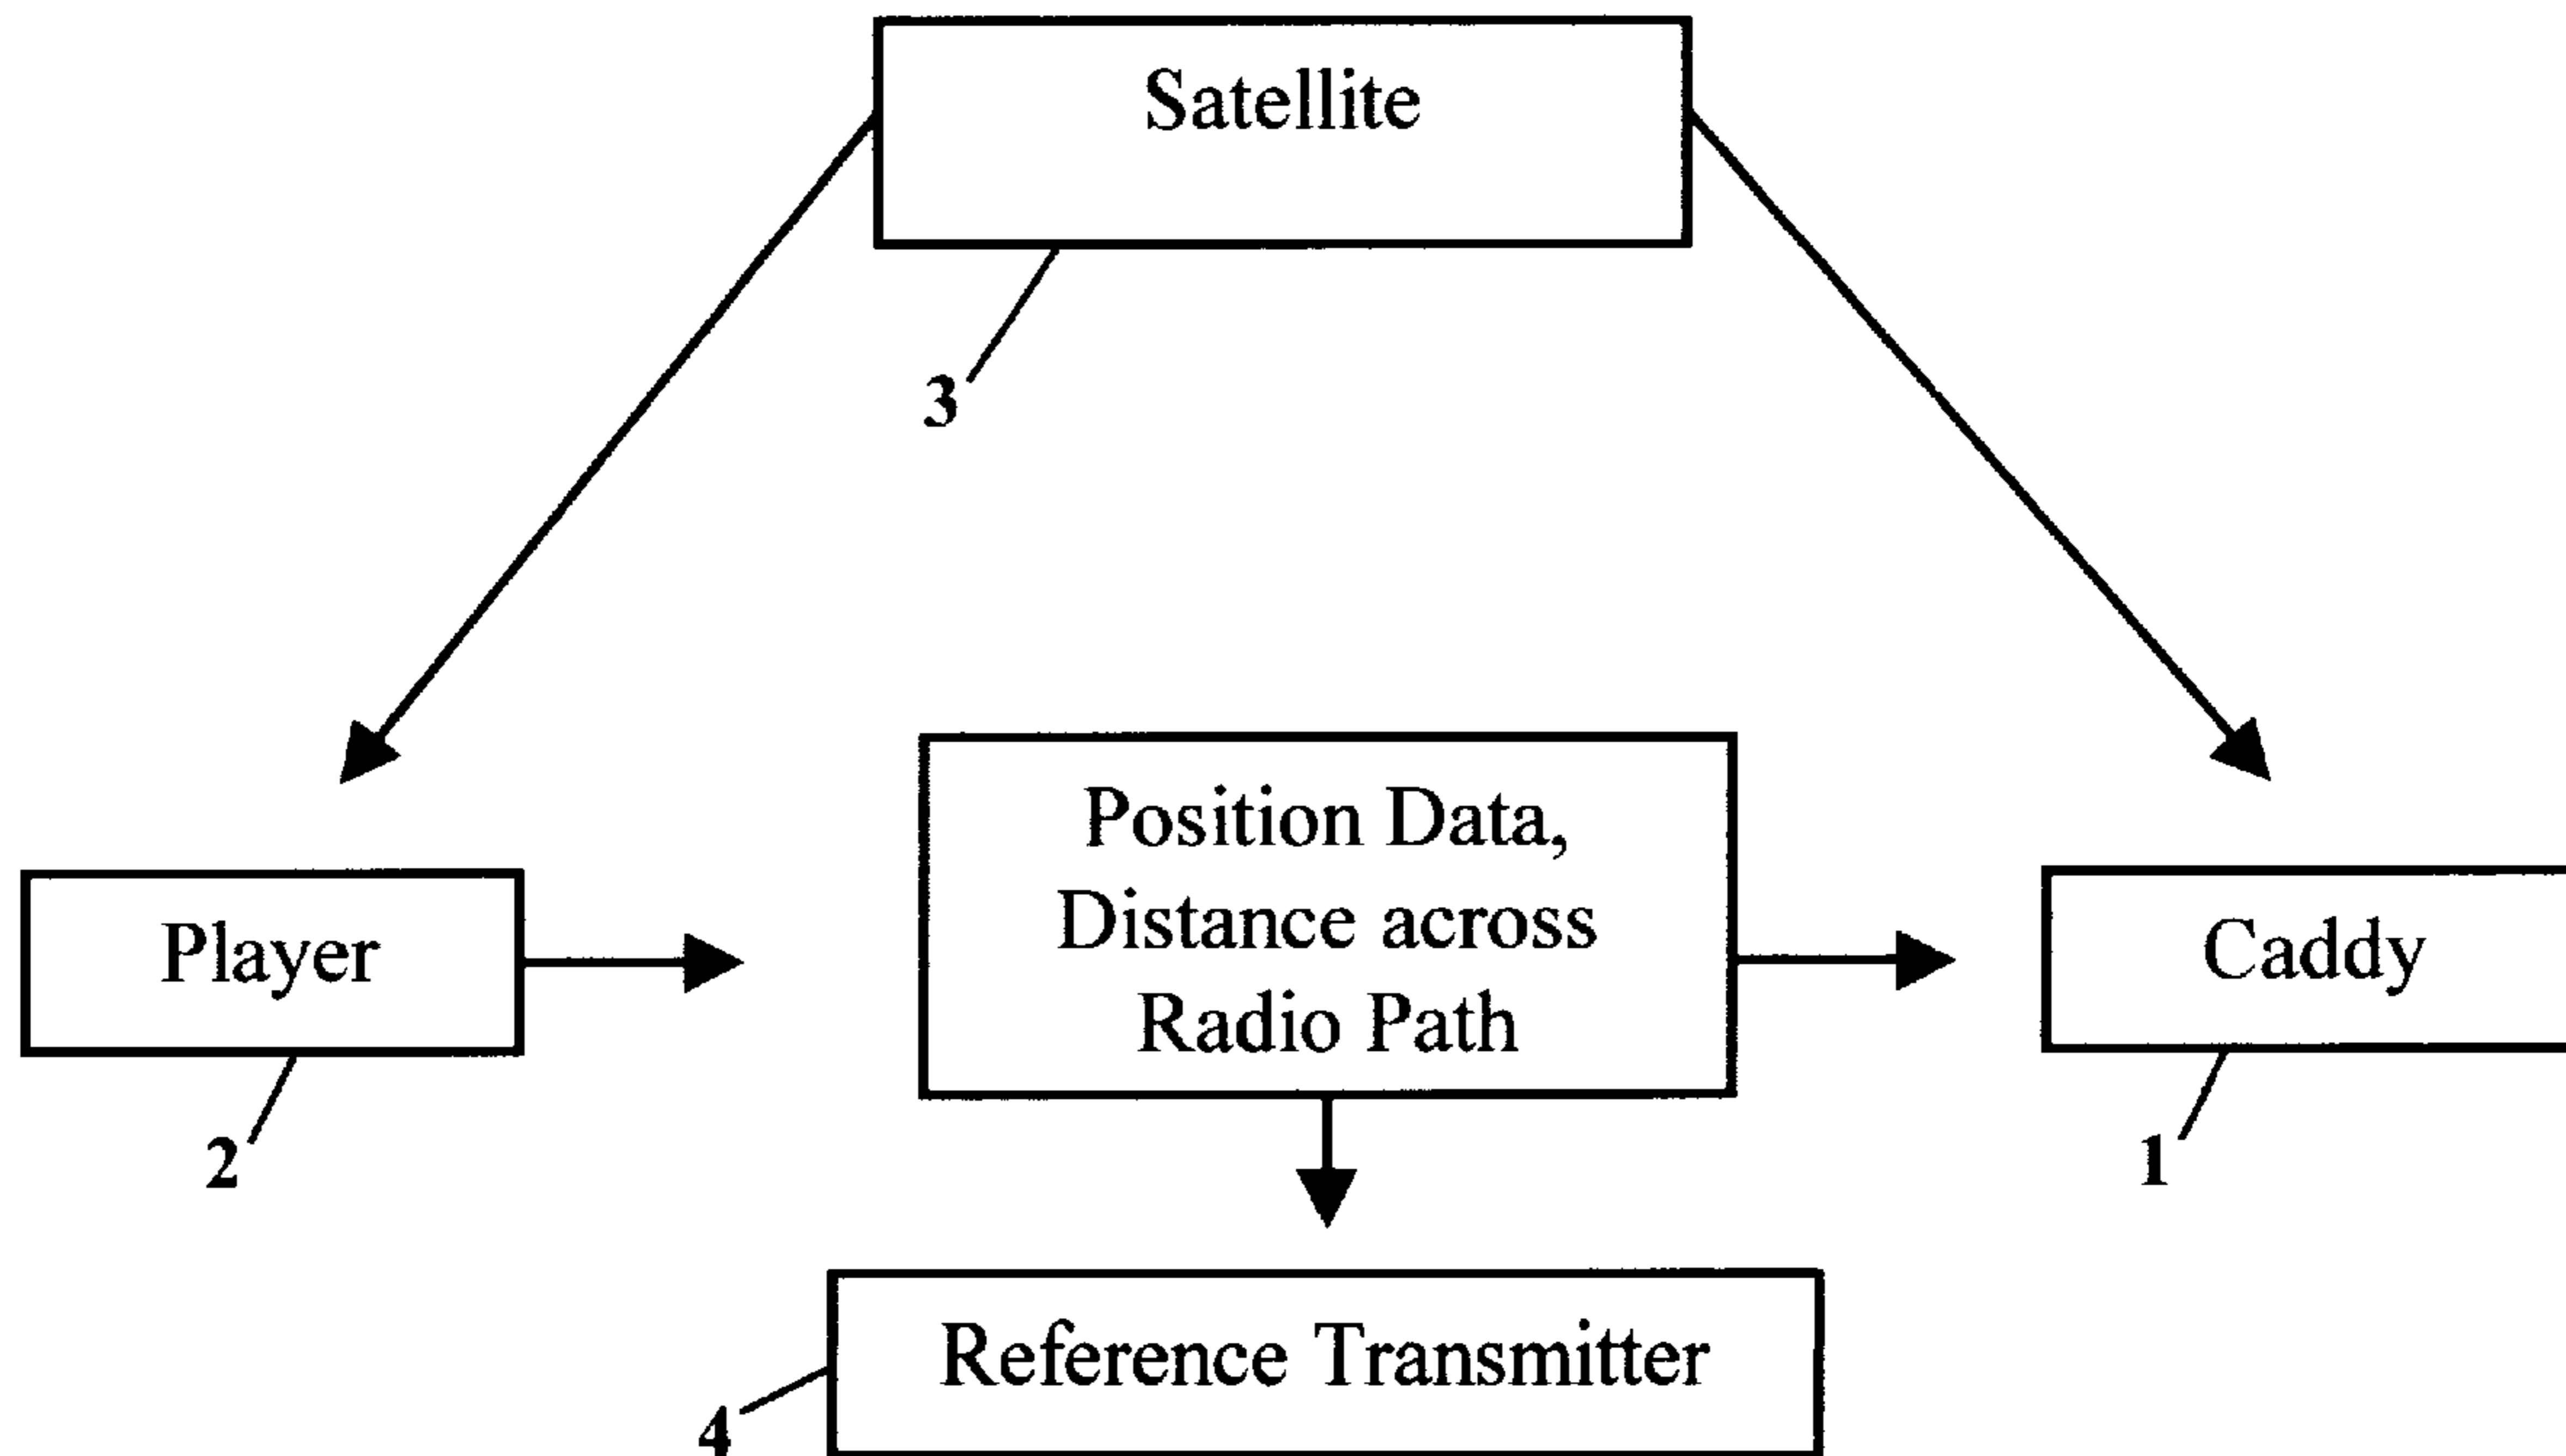 Satellite
3
Position Data,
Distance across
Radio Path
Player
Caddy
2
1
Reference Transmitter
4